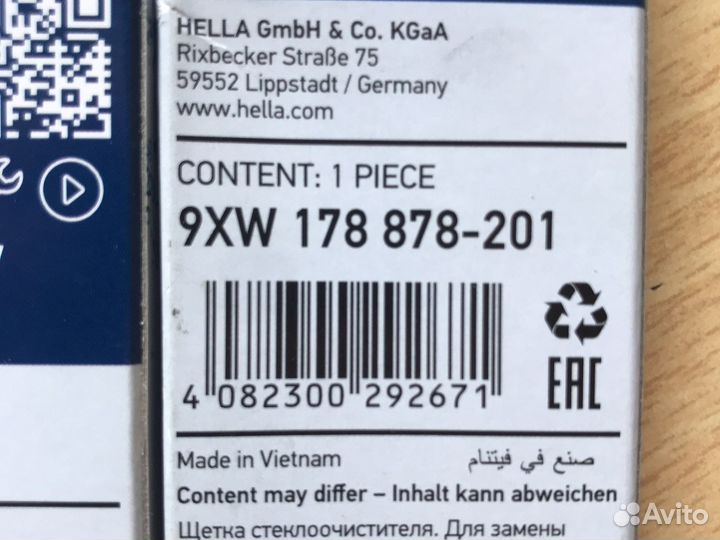 HELLA GmbH & Co. KGaA
Rixbecker Straße 75
59552 Lippstadt / Germany
www.hella.com
CONTENT: 1 PIECE
9XW 178 878-201
4 082300 292671
EAC
Made in Vietnam
صنع في فيتنام
Content may differ – Inhalt kann abweichen
Щетка стеклоочистителя. Для замены
Avito